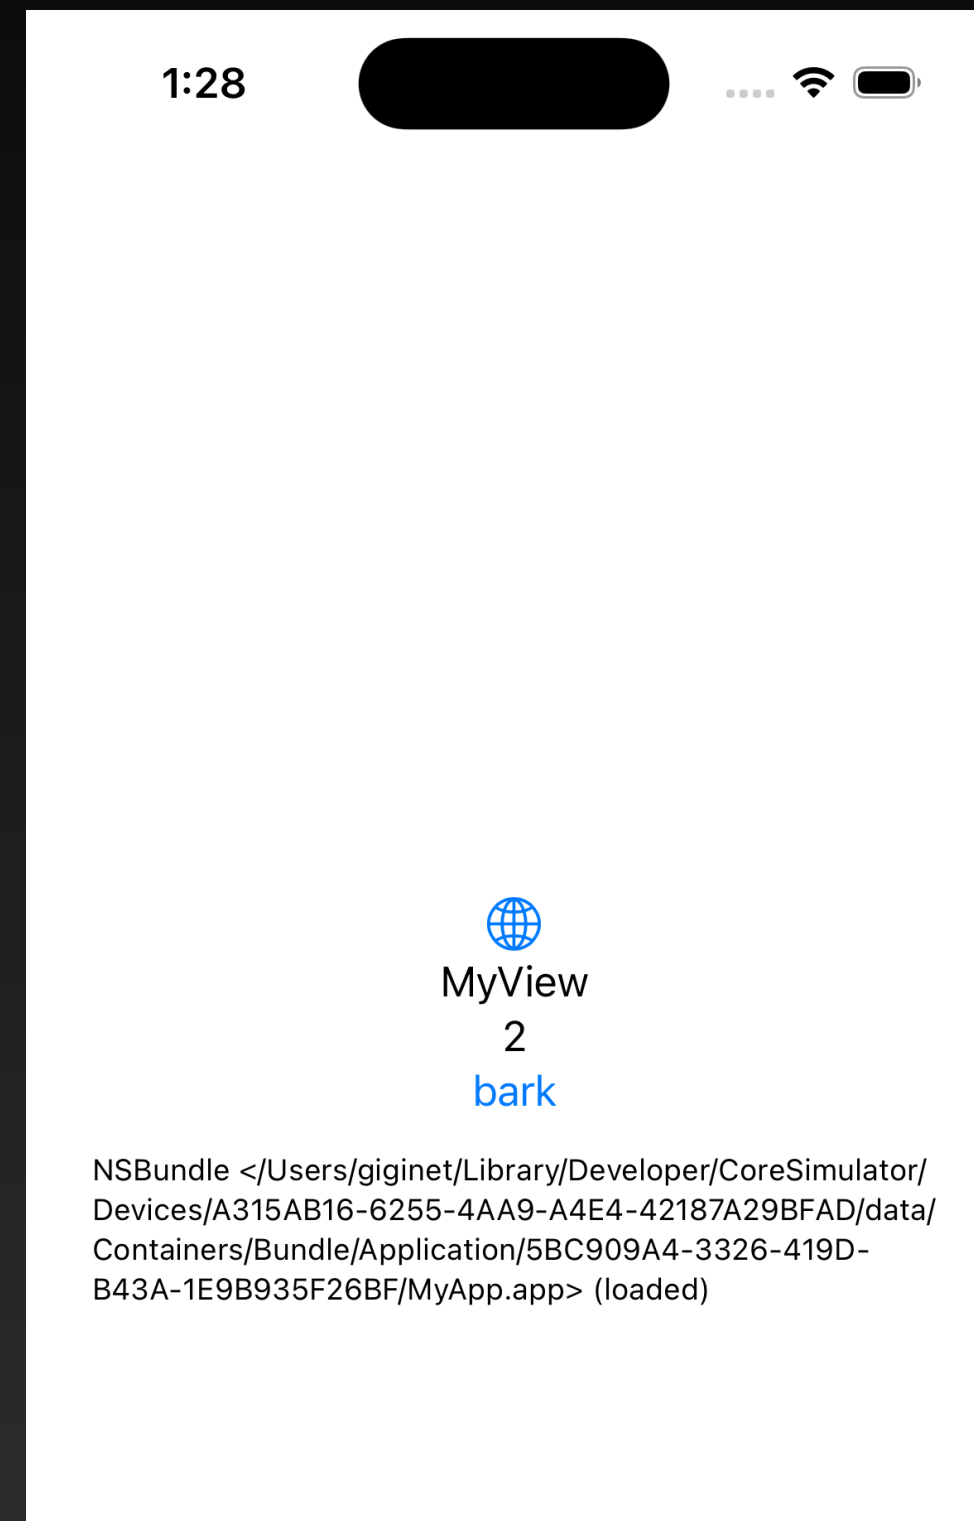 1:28
MyView
2
bark
NSBundle </Users/giginet/Library/Developer/CoreSimulator/
Devices/A315AB16-6255-4AA9-A4E4-42187A29BFAD/data/
Containers/Bundle/Application/5BC909A4-3326-419D-
B43A-1E9B935F26BF/MyApp.app> (loaded)